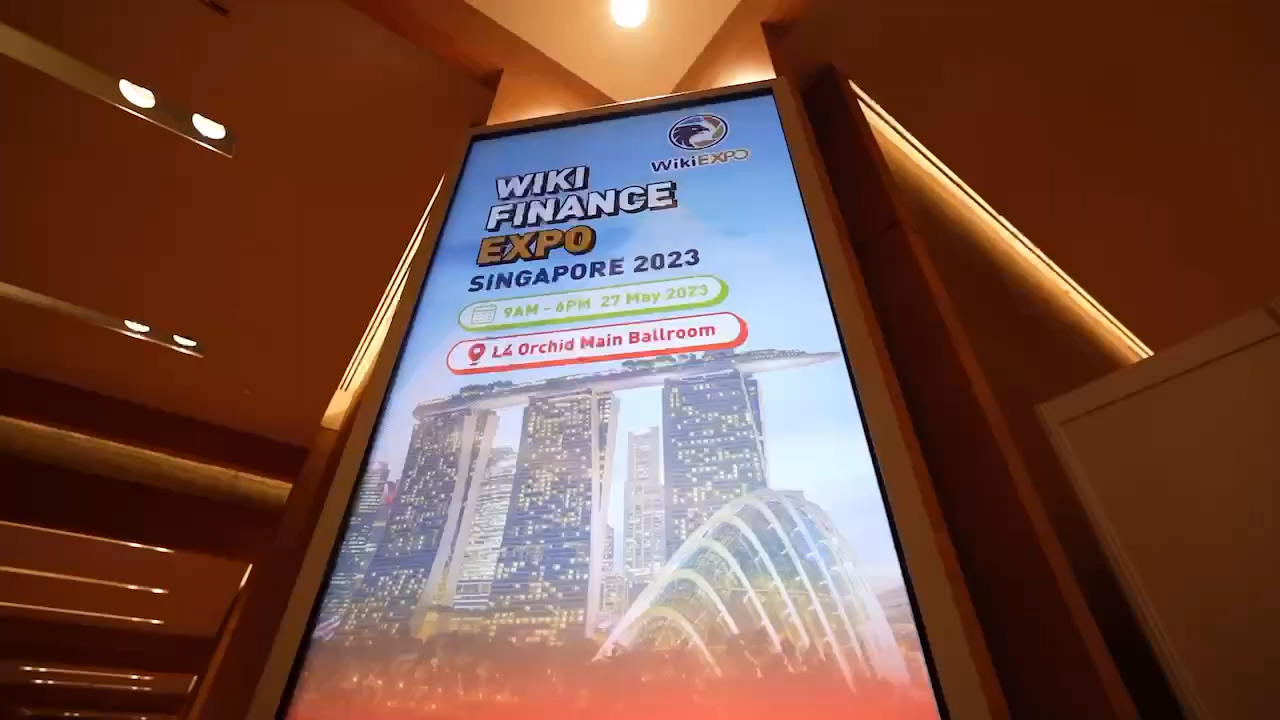 WikiEXPO
WIKI
FINANCE
EXPO
SINGAPORE 2023
9AM - 6PM 27 May 2023
L4 Orchid Main Ballroom